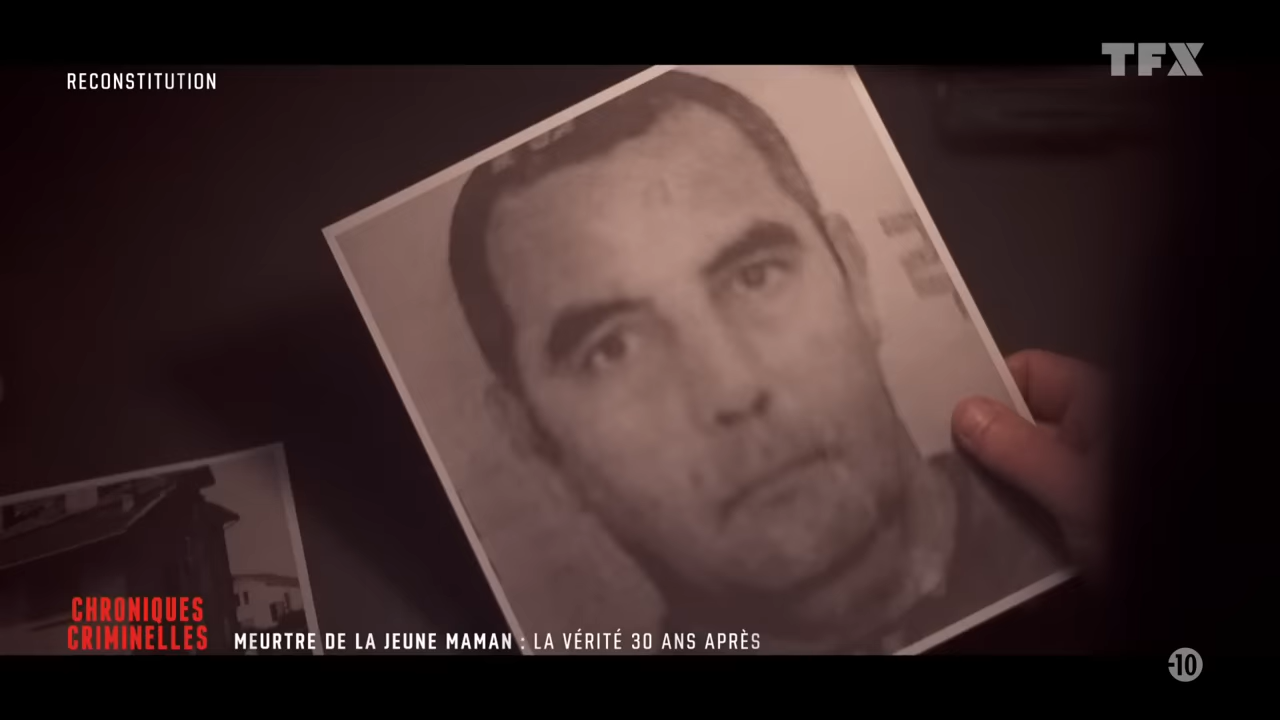 TFX
RECONSTITUTION
CHRONIQUES
CRIMINELLES
MEURTRE DE LA JEUNE MAMAN : LA VÉRITÉ 30 ANS APRÈS
-10